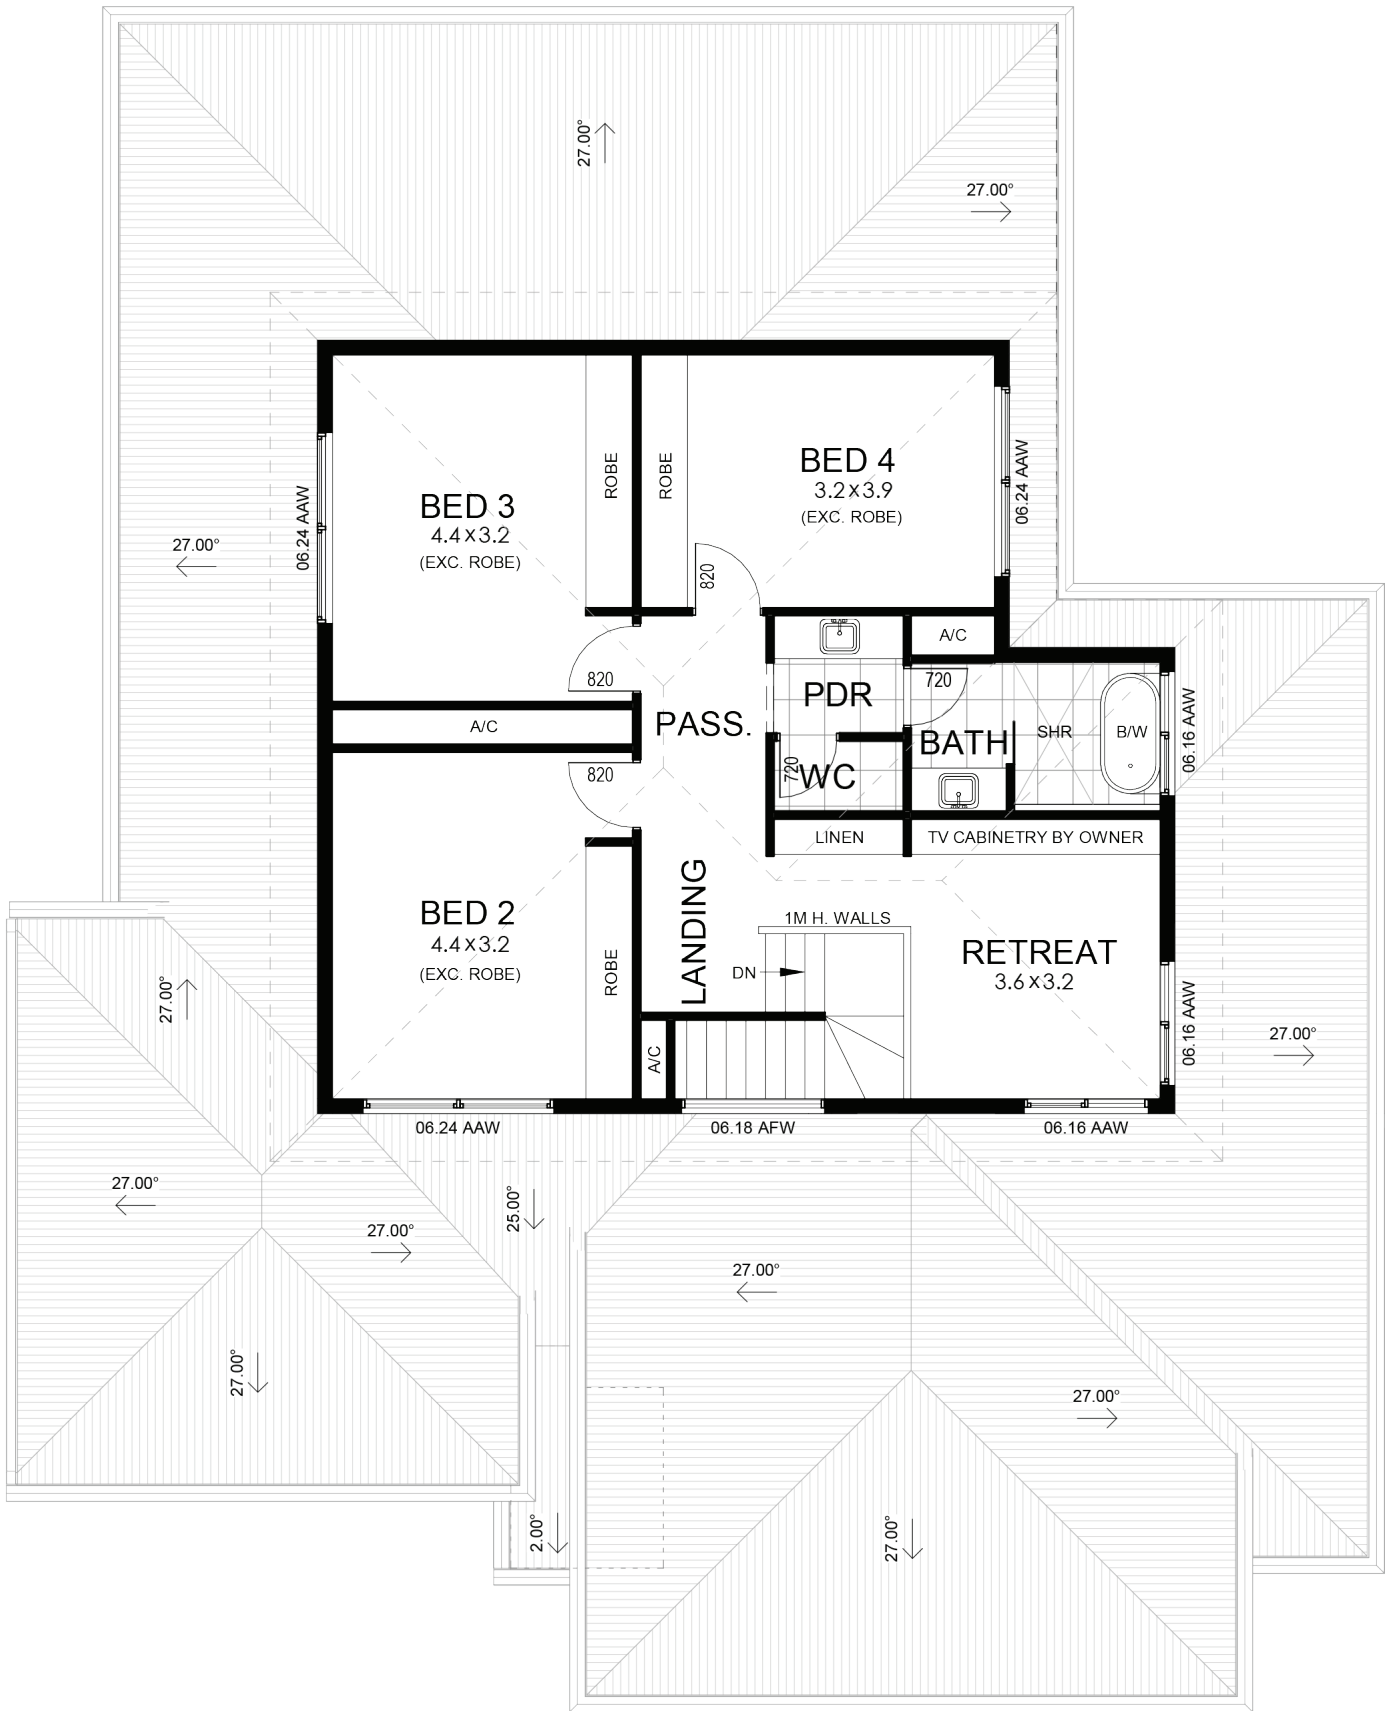 27.00°
27.00°
27.00°
06.24 AAW
BED 3
4.4 x 3.2
(EXC. ROBE)
ROBE
ROBE
BED 4
3.2 x 3.9
(EXC. ROBE)
06.24 AAW
820
820
A/C
PDR
720
A/C
PASS.
BATH
SHR
B/W
06.16 AAW
820
720
WC
LINEN
TV CABINETRY BY OWNER
BED 2
4.4 x 3.2
(EXC. ROBE)
ROBE
LANDING
1M H. WALLS
DN
RETREAT
3.6 x 3.2
06.16 AAW
A/C
27.00°
27.00°
06.24 AAW
06.18 AFW
06.16 AAW
27.00°
25.00°
27.00°
27.00°
27.00°
27.00°
2.00°
27.00°